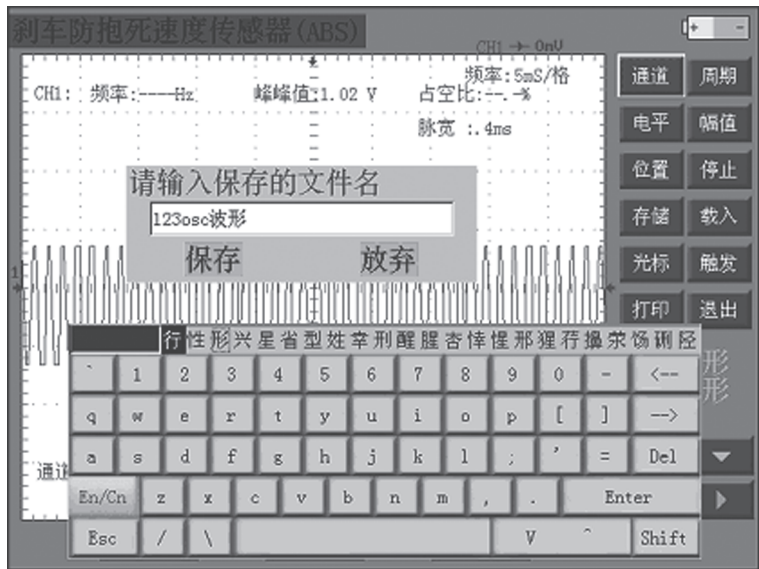 刹车防抱死速度传感器(ABS)
CH1 0mV
频率:5mS/格
CH1: 频率:----Hz 峰峰值:1.02 V 占空比:--.-%
脉宽 :.4ms
通道 周期
电平 幅值
位置 停止
存储 载入
光标 触发
打印 退出
请输入保存的文件名
123osc波形
保存 放弃
1
行性形兴星省型姓幸刑醒腥杏悻惺邢猩荇擤荥饧硎陉
` 1 2 3 4 5 6 7 8 9 0 - <--
q w e r t y u i o p [ ] -->
a s d f g h j k l ; ' = Del
En/Cn z x c v b n m , . Enter
Esc / \ V ^ Shift
形
形
通道